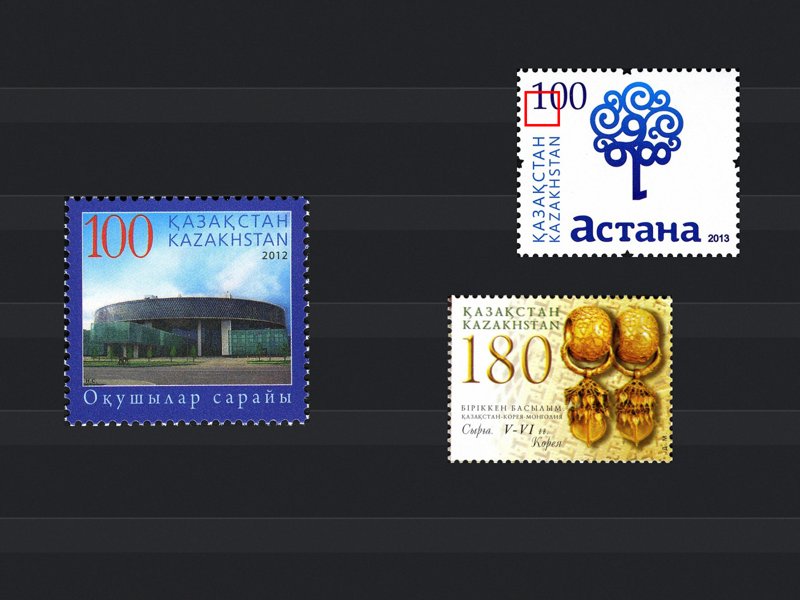 100
ҚАЗАҚСТАН
KAZAKHSTAN
2012
Оқушылар сарайы
100
ҚАЗАҚСТАН
KAZAKHSTAN
астана
2013
ҚАЗАҚСТАН
KAZAKHSTAN
180
БІРІККЕН БАСЫЛЫМ
ҚАЗАҚСТАН-КОРЕЯ-МОНҒОЛИЯ
Сырға. V-VI ғғ.
Корея